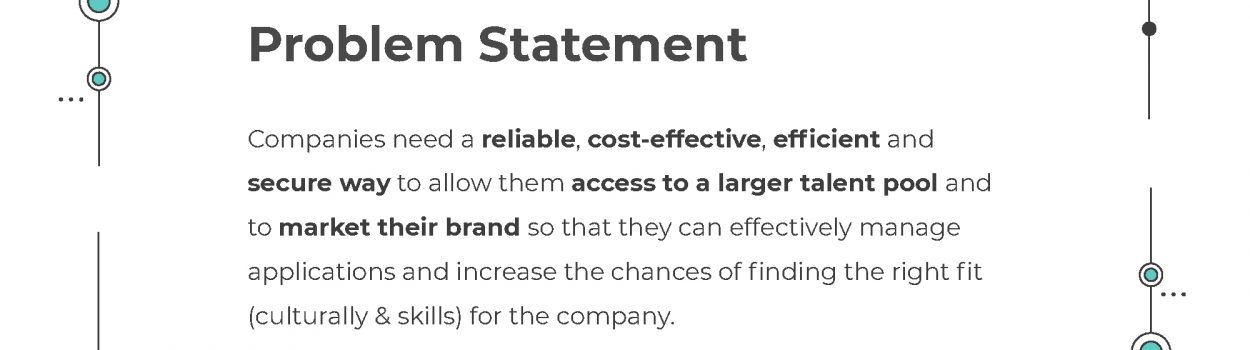 Problem Statement
Companies need a reliable, cost-effective, efficient and
secure way to allow them access to a larger talent pool and
to market their brand so that they can effectively manage
applications and increase the chances of finding the right fit
(culturally & skills) for the company.